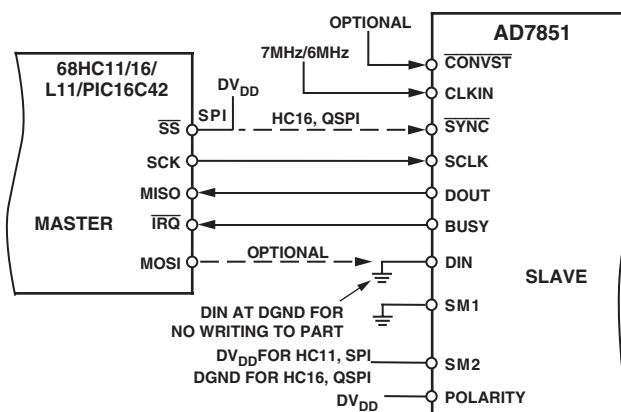 OPTIONAL
AD7851
7MHz/6MHz
68HC11/16/
L11/PIC16C42
DVDD
CONVST
CLKIN
SPI
SS
HC16, QSPI
SYNC
SCK
SCLK
MISO
DOUT
MASTER
IRQ
BUSY
MOSI
OPTIONAL
DIN
SLAVE
DIN AT DGND FOR
NO WRITING TO PART
SM1
DVDD FOR HC11, SPI
DGND FOR HC16, QSPI
SM2
DVDD
POLARITY